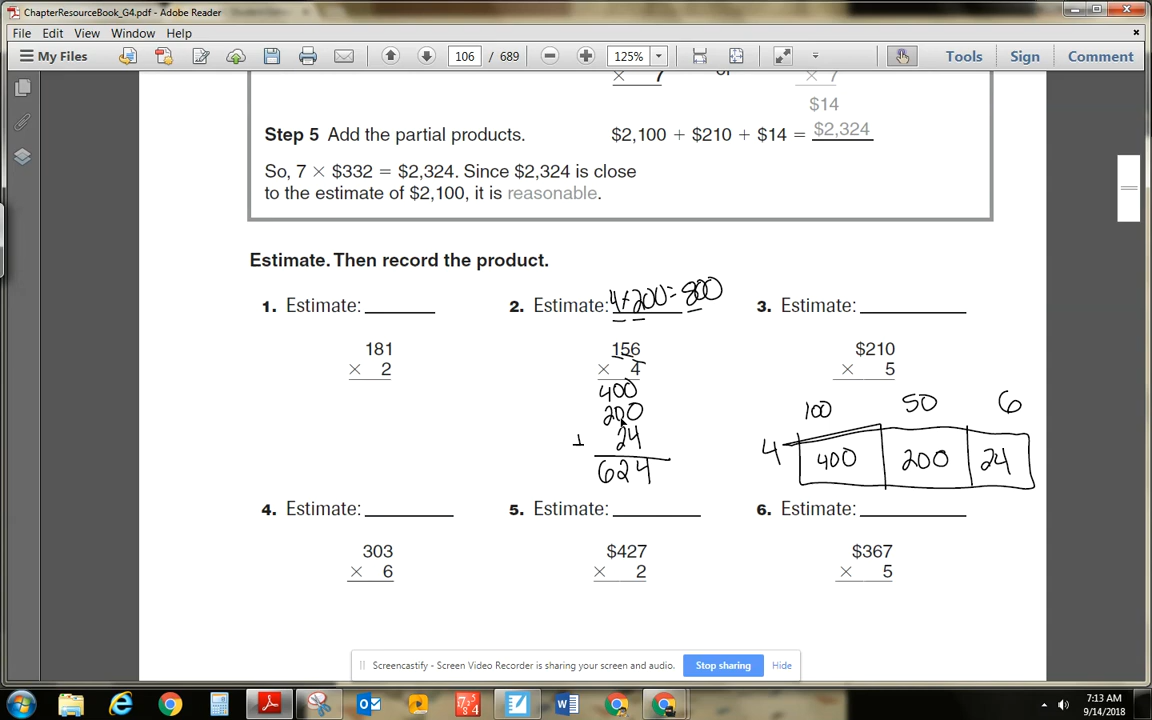 ChapterResourceBook_G4.pdf - Adobe Reader
File Edit View Window Help
My Files 106 / 689 125% Tools Sign Comment
× 7 or × 7
$14
Step 5 Add the partial products. $2,100 + $210 + $14 = $2,324
So, 7 × $332 = $2,324. Since $2,324 is close
to the estimate of $2,100, it is reasonable.
Estimate. Then record the product.
1. Estimate:
181
× 2
2. Estimate: 4×200=800
156
× 4
400
200
+ 24
624
3. Estimate:
$210
× 5
100 50 6
4 400 200 24
4. Estimate:
303
× 6
5. Estimate:
$427
× 2
6. Estimate:
$367
× 5
Screencastify - Screen Video Recorder is sharing your screen and audio. Stop sharing Hide
7:13 AM
9/14/2018